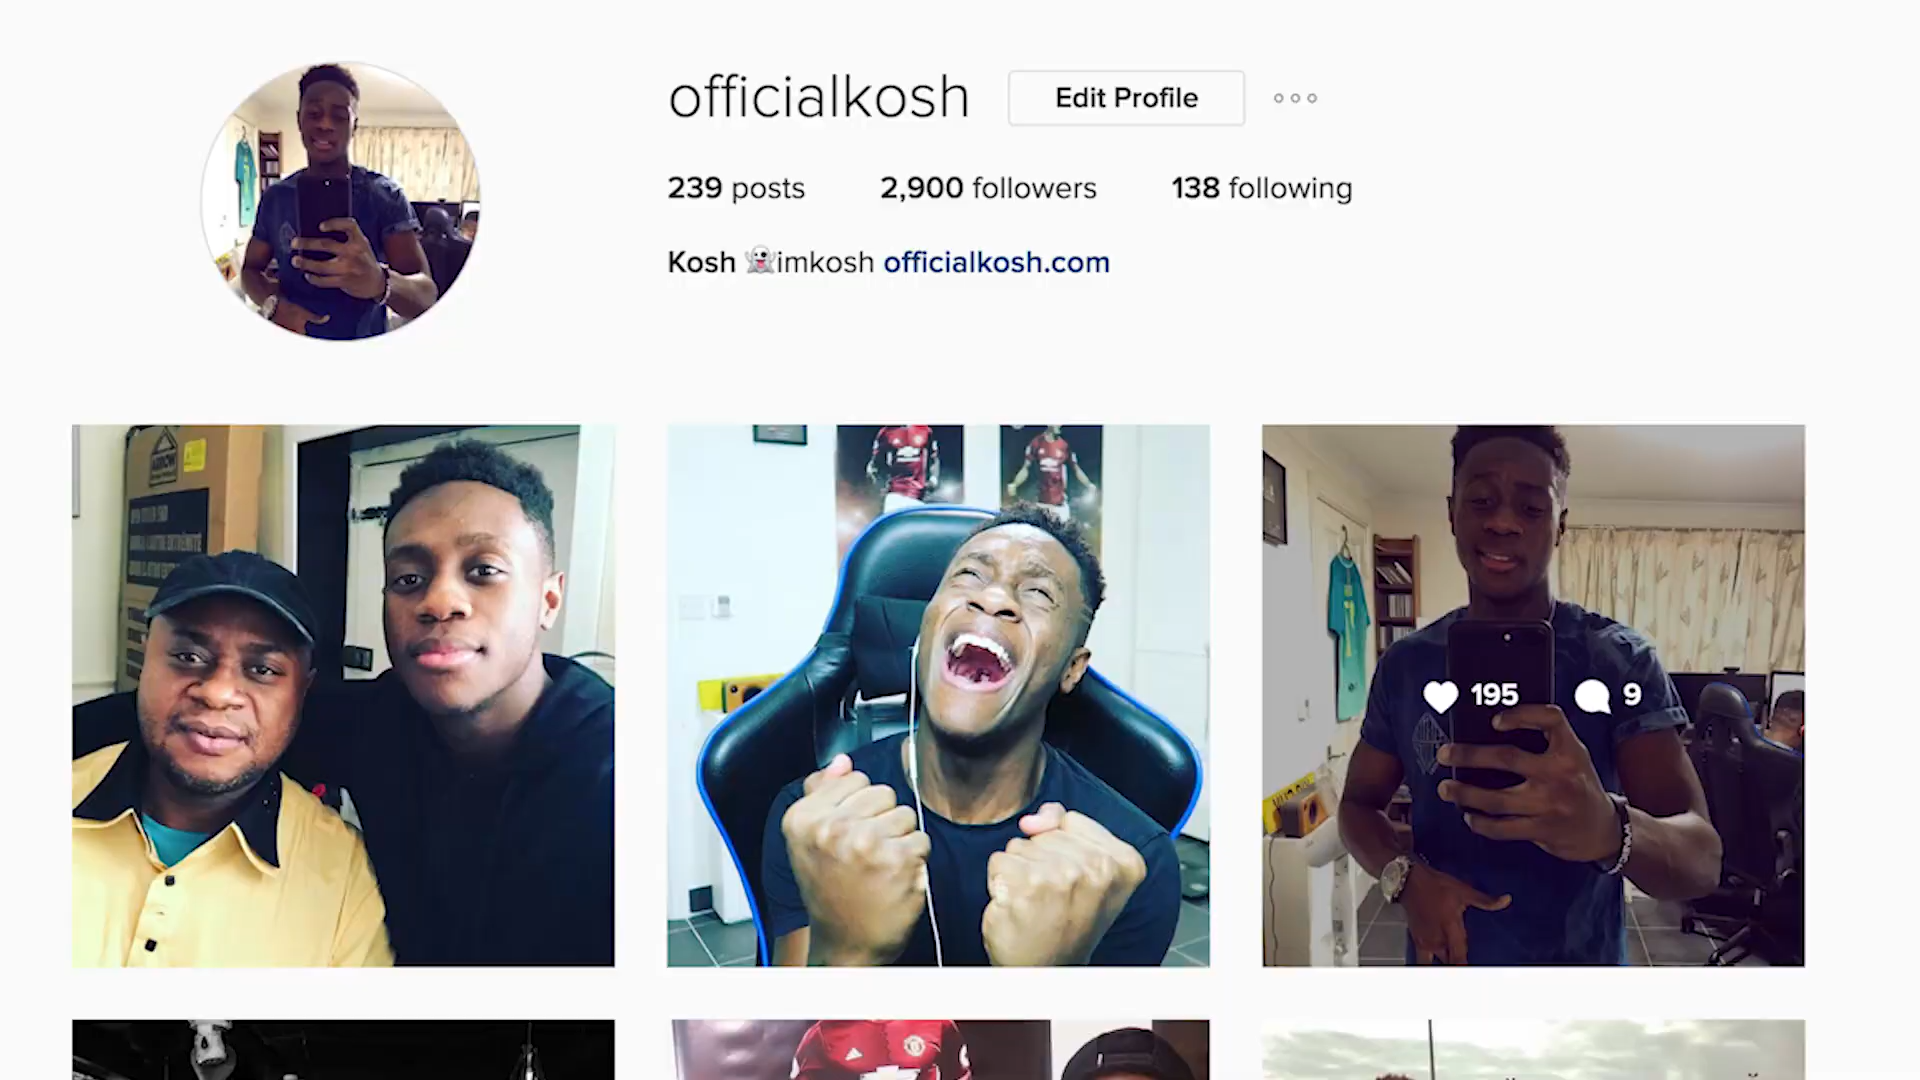 officialkosh Edit Profile
239 posts 2,900 followers 138 following
Kosh 👻imkosh officialkosh.com
195 9